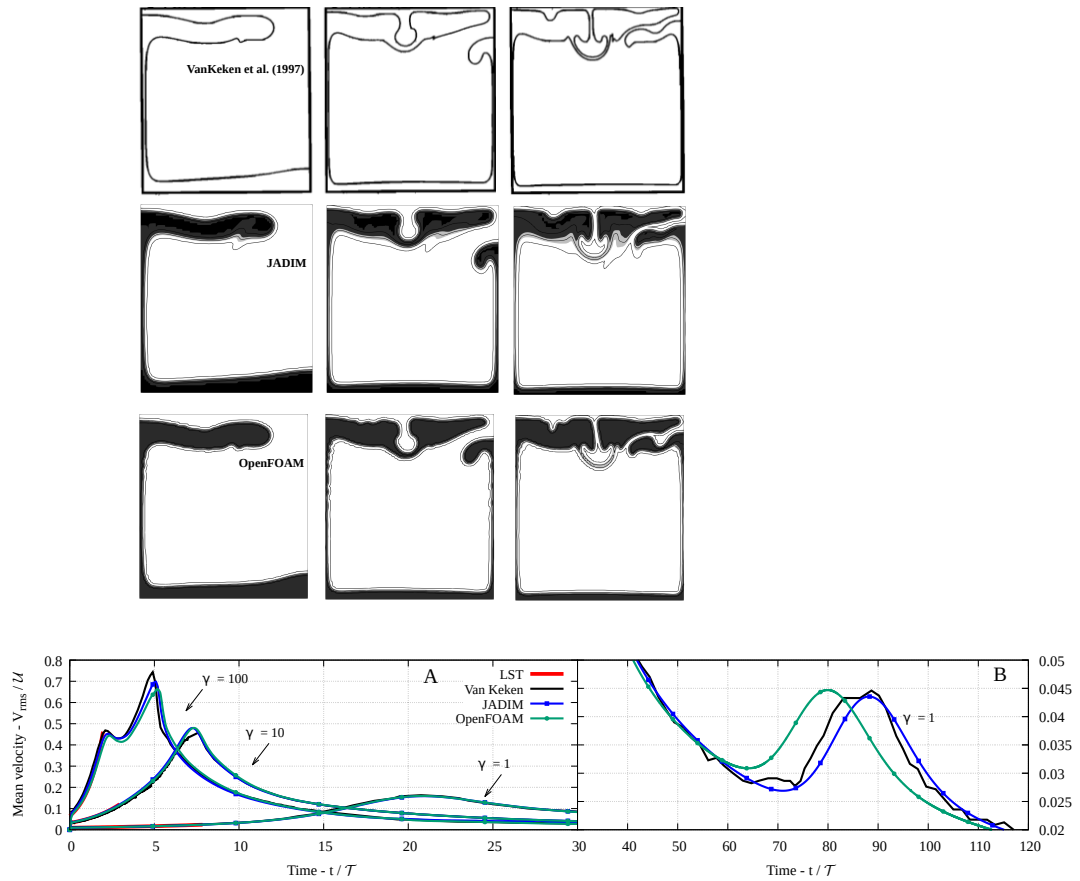 VanKeken et al. (1997)
JADIM
OpenFOAM
Mean velocity - V_rms / 𝒰
0.8
0.7
0.6
0.5
0.4
0.3
0.2
0.1
0
A
γ = 100
γ = 10
γ = 1
LST
Van Keken
JADIM
OpenFOAM
0 5 10 15 20 25 30
Time - t / 𝒯
B
γ = 1
0.05
0.045
0.04
0.035
0.03
0.025
0.02
40 50 60 70 80 90 100 110 120
Time - t / 𝒯